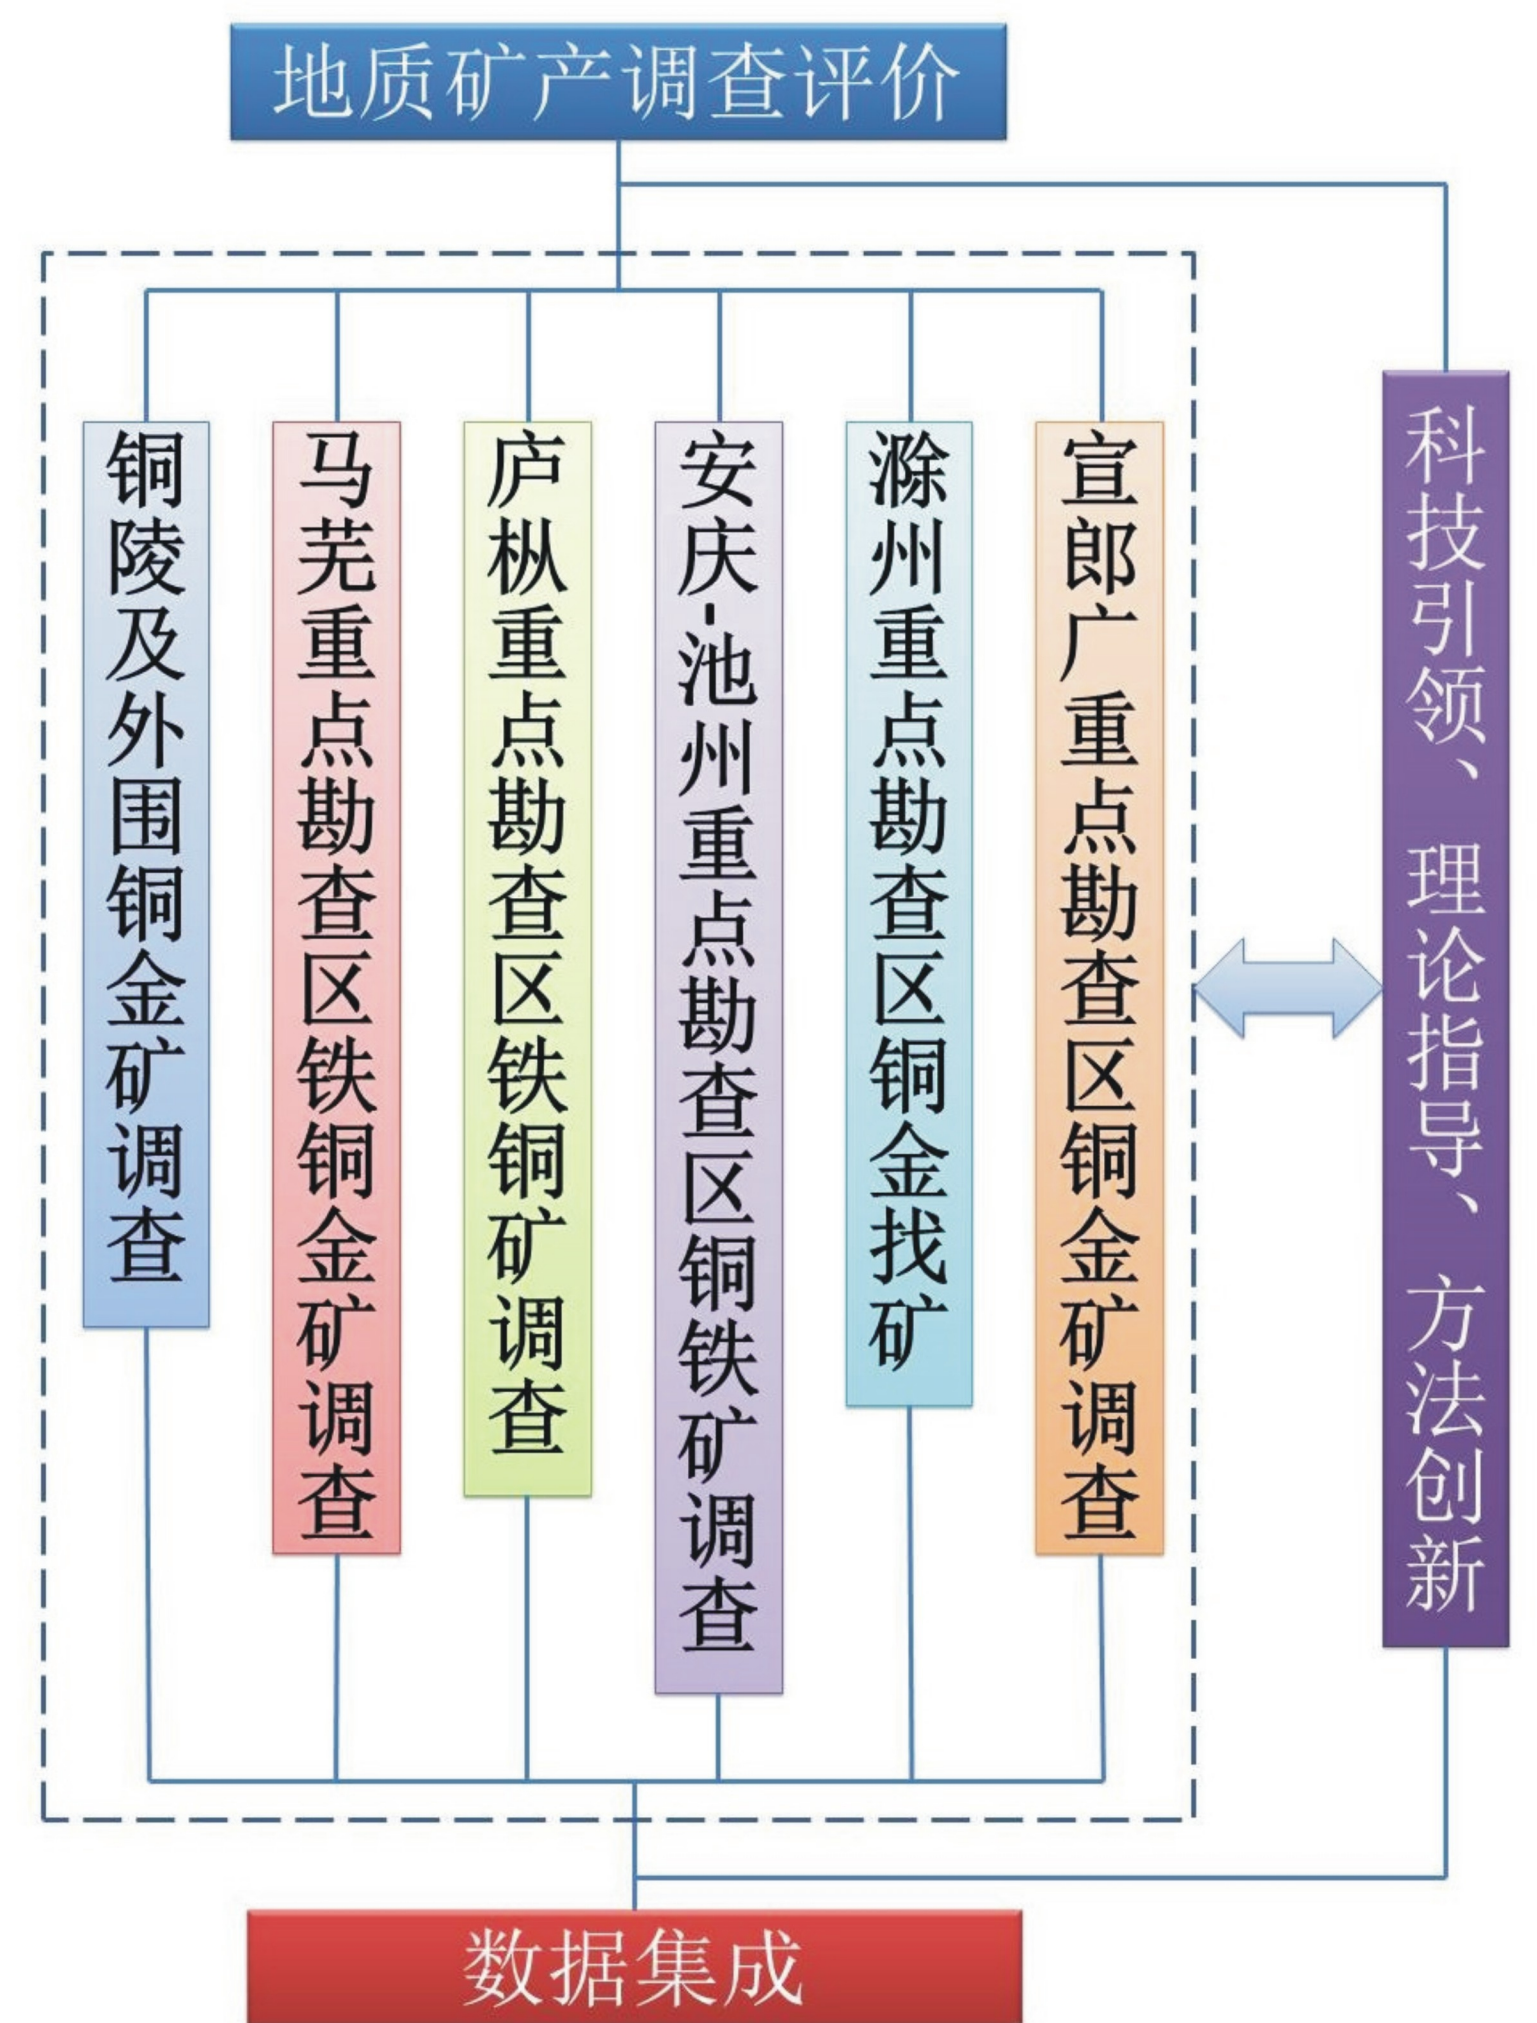 地质矿产调查评价
铜陵及外围铜金矿调查
马芜重点勘查区铁铜金矿调查
庐枞重点勘查区铁铜矿调查
安庆-池州重点勘查区铜铁矿调查
滁州重点勘查区铜金找矿
宣郎广重点勘查区铜金矿调查
科技引领、理论指导、方法创新
数据集成